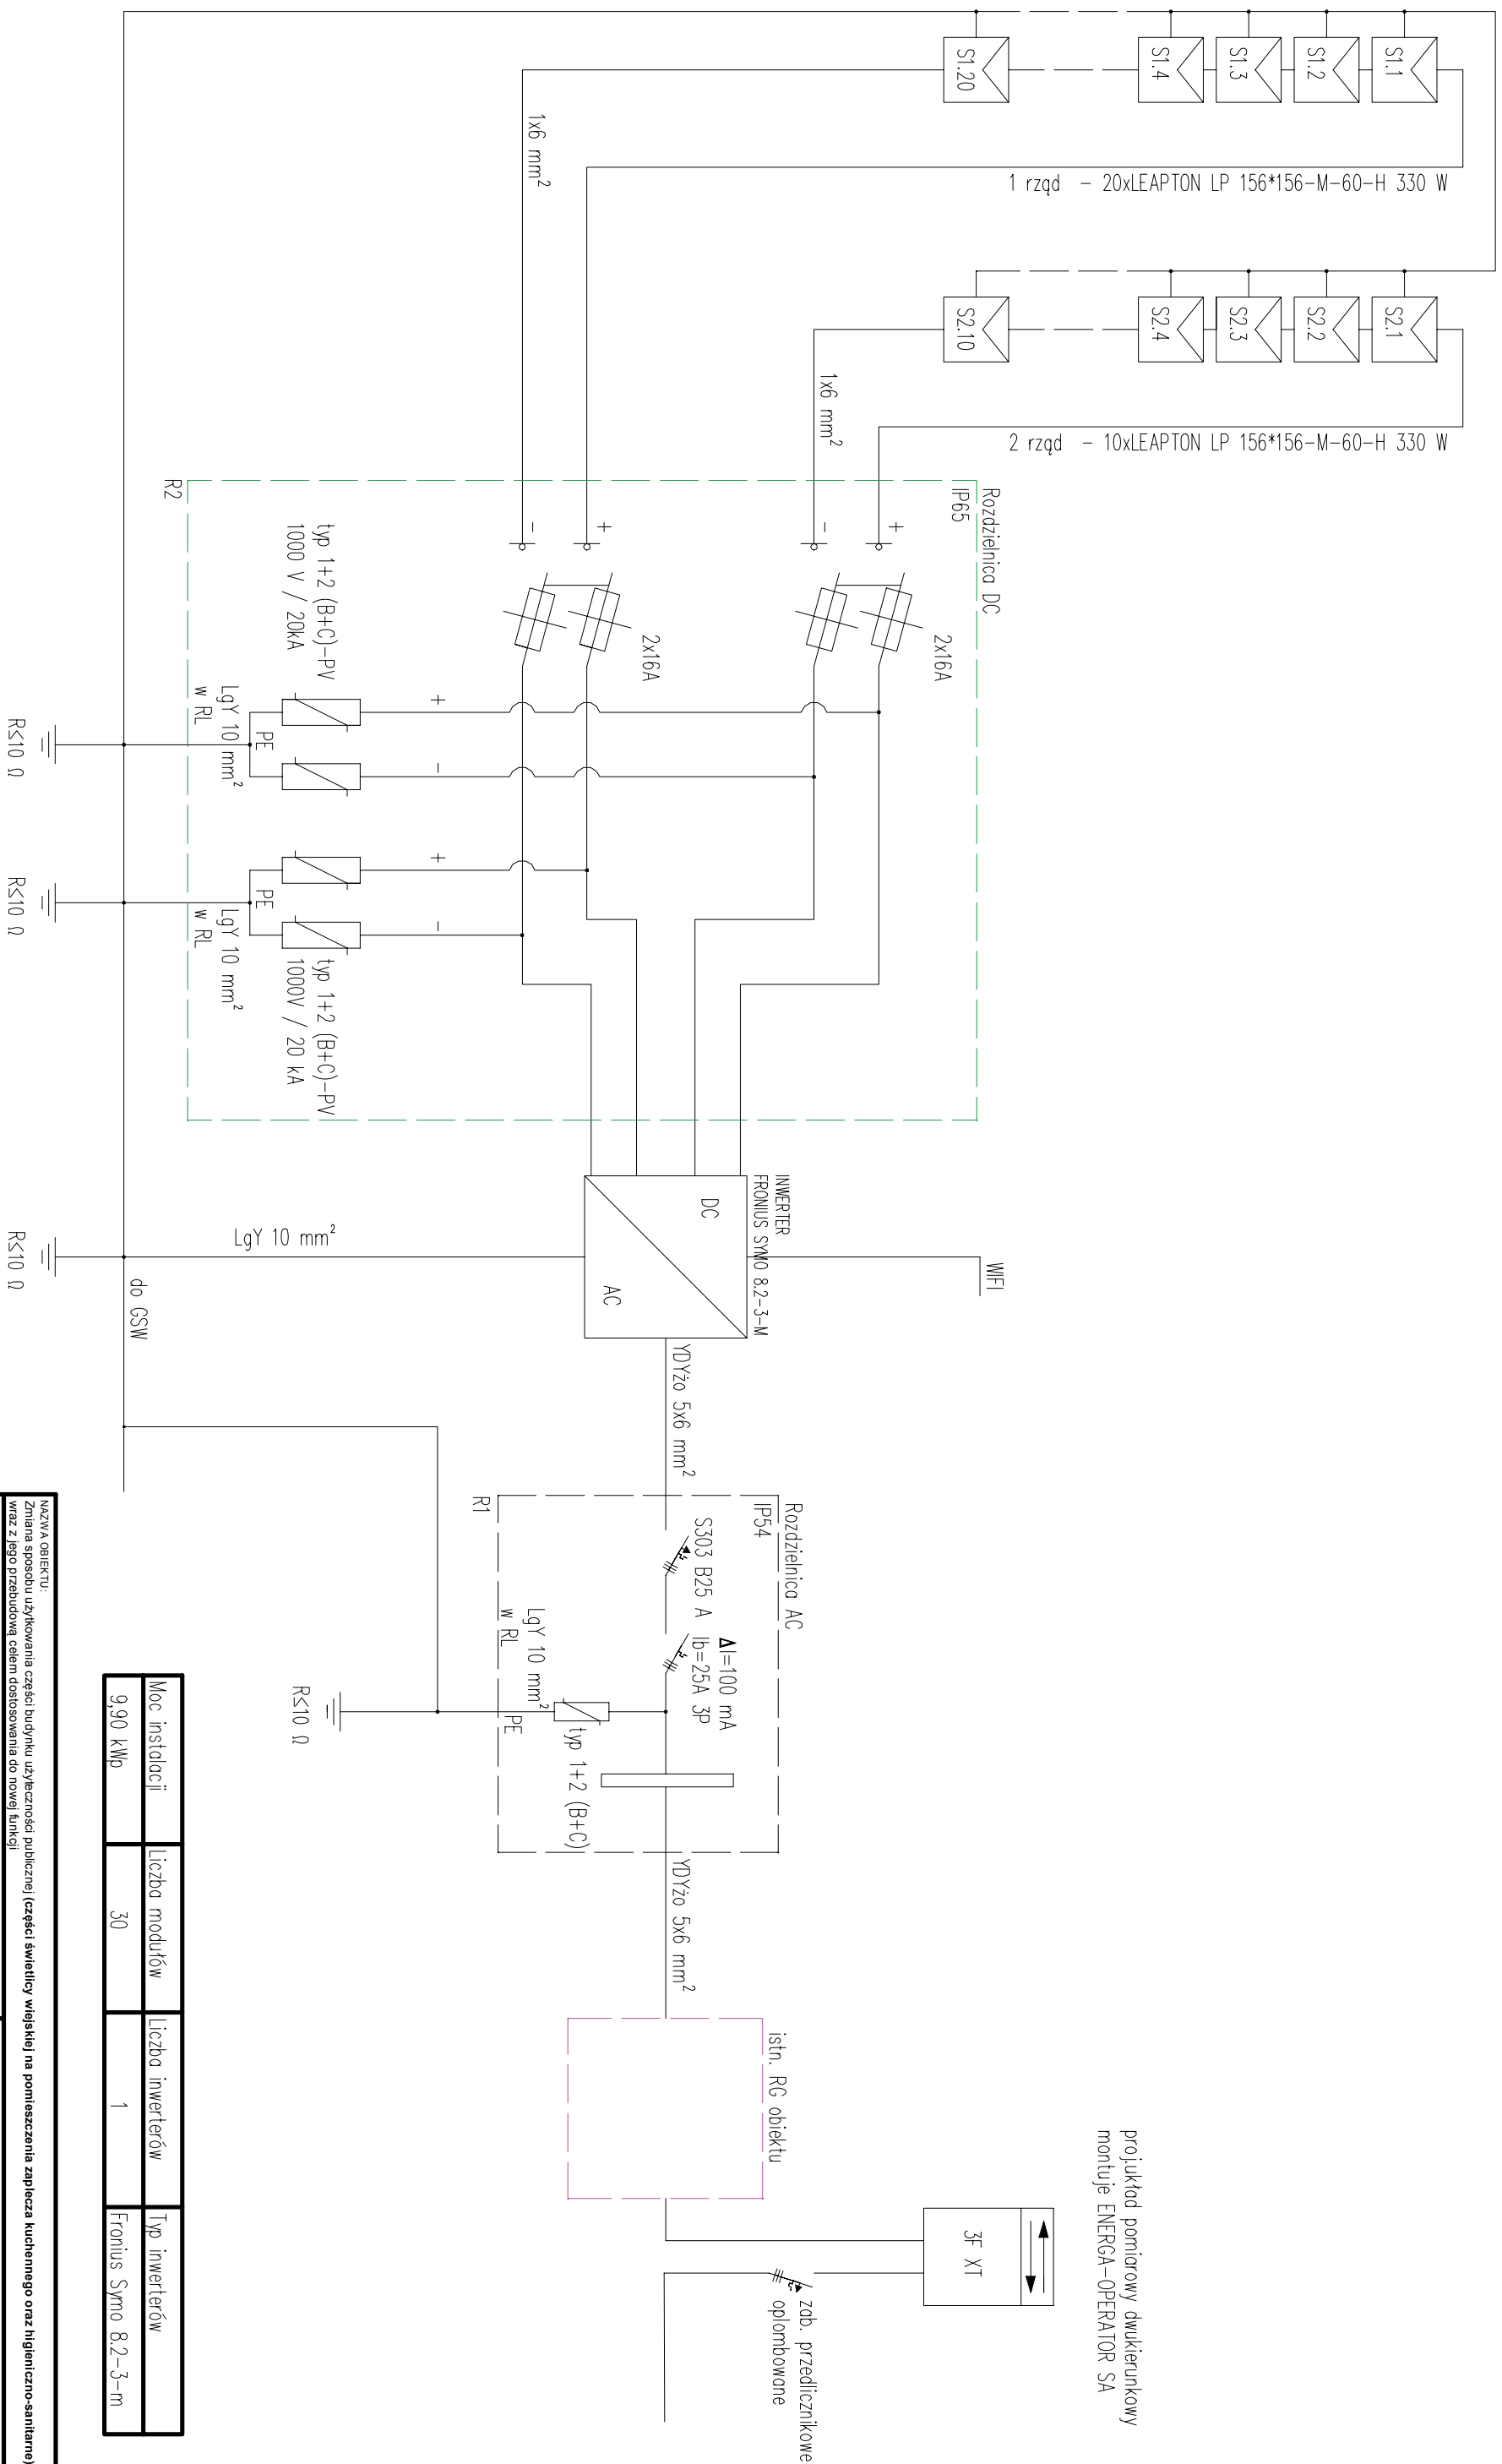 S1.1
S1.2
S1.3
S1.4
S1.20
1x6 mm²
1 rząd - 20xLEAPTON LP 156*156-M-60-H 330 W
S2.1
S2.2
S2.3
S2.4
S2.10
1x6 mm²
2 rząd - 10xLEAPTON LP 156*156-M-60-H 330 W
Rozdzielnica DC
IP65
R2
+
-
+
-
2x16A
2x16A
typ 1+2 (B+C)-PV
1000 V / 20kA
+
-
+
-
LgY 10 mm²
w RL
PE
LgY 10 mm²
w RL
PE
typ 1+2 (B+C)-PV
1000V / 20 kA
R≤10 Ω
R≤10 Ω
R≤10 Ω
INWERTER
FRONIUS SYMO 8.2-3-M
DC
AC
WIFI
LgY 10 mm²
do GSW
YDYżo 5x6 mm²
Rozdzielnica AC
IP54
R1
S303 B25 A
ΔI=100 mA
Ib=25A 3P
LgY 10 mm²
w RL
PE
typ 1+2 (B+C)
R≤10 Ω
YDYżo 5x6 mm²
istn. RG obiektu
proj.układ pomiarowy dwukierunkowy
montuje ENERGA-OPERATOR SA
3F XT
zab. przedlicznikowe
oplombowane
Moc instalacji Liczba modułów Liczba inwerterów Typ inwerterów
9,90 kWp 30 1 Fronius Symo 8.2-3-m
NAZWA OBIEKTU:
Zmiana sposobu użytkowania części budynku użyteczności publicznej (części świetlicy wiejskiej na pomieszczenia zaplecza kuchennego oraz higieniczno-sanitarne)
wraz z jego przebudową celem dostosowania do nowej funkcji